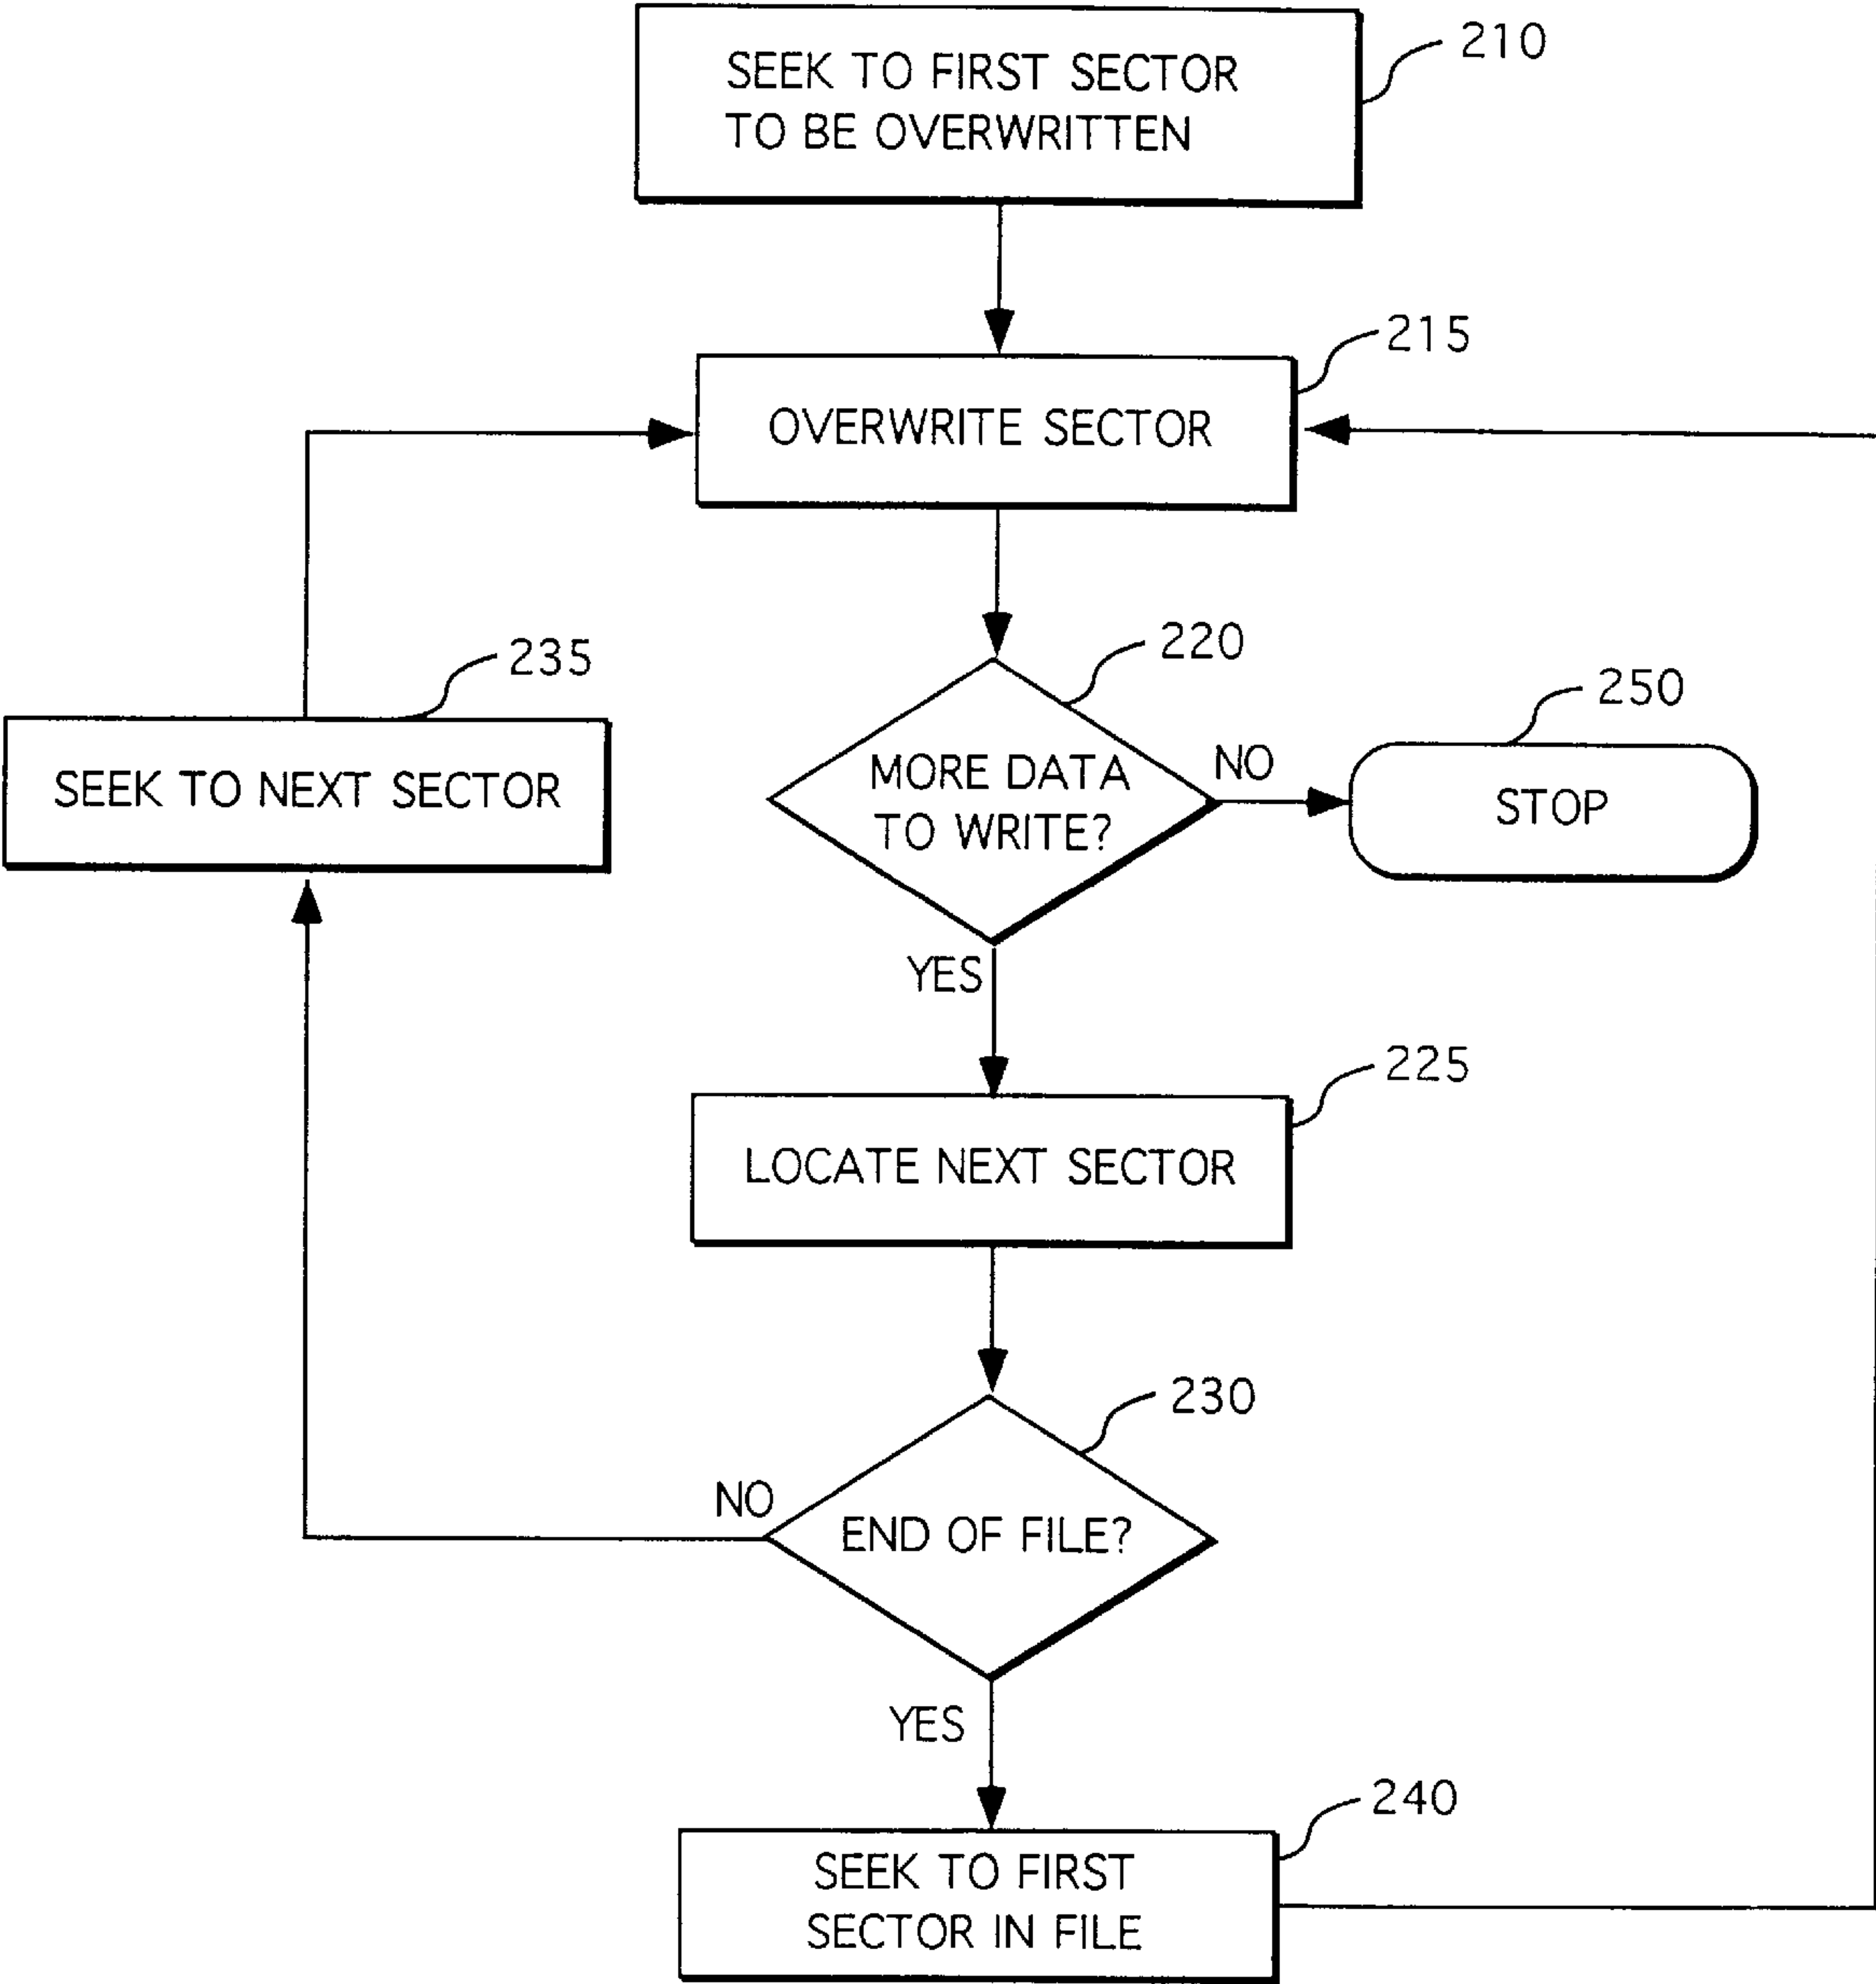 SEEK TO FIRST SECTOR
TO BE OVERWRITTEN
210
215
OVERWRITE SECTOR
220
235
250
SEEK TO NEXT SECTOR
MORE DATA
TO WRITE?
NO
STOP
YES
225
LOCATE NEXT SECTOR
230
NO
END OF FILE?
YES
240
SEEK TO FIRST
SECTOR IN FILE